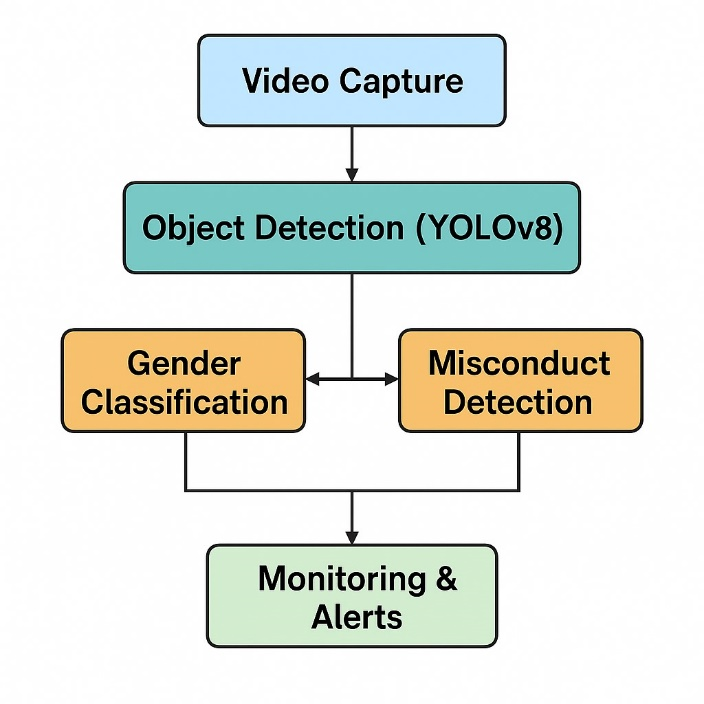 Video Capture
Object Detection (YOLOv8)
Gender
Classification
Misconduct
Detection
Monitoring &
Alerts